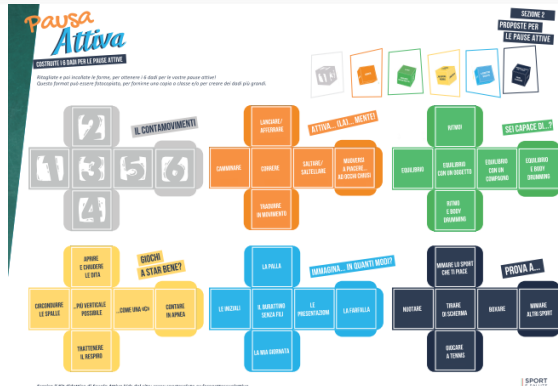 Pausa
Attiva
COSTRUITE I 6 DADI PER LE PAUSE ATTIVE
SEZIONE 2
PROPOSTE PER
LE PAUSE ATTIVE
Ritagliate e poi incollate le forme, per ottenere i 6 dadi per le vostre pause attive!
Questo format può essere fotocopiato, per fornirne una copia a classe e/o per creare dei dadi più grandi.
IL CONTAMOVIMENTI
2
1 3 5 6
4
ATTIVA... (LA)... MENTE!
LANCIARE/
AFFERRARE
CAMMINARE
CORRERE
SALTARE/
SALTELLARE
MUOVERSI
A PIACERE
AD OCCHI CHIUSI
TRADURRE
IN MOVIMENTO
SEI CAPACE DI...?
RITMO!
EQUILIBRIO
EQUILIBRIO
CON UN OGGETTO
EQUILIBRIO
CON UN
COMPAGNO
EQUILIBRIO
E BODY
DRUMMING
RITMO
E BODY
DRUMMING
GIOCHI
A STAR BENE?
APRIRE
E CHIUDERE
LE DITA
CIRCONDURRE
LE SPALLE
...PIÙ VERTICALE
POSSIBILE
...COME UNA «C»
CONTARE
IN APNEA
TRATTENERE
IL RESPIRO
IMMAGINA... IN QUANTI MODI?
LA PALLA
LE INIZIALI
IL BURATTINO
SENZA FILI
LE
PRESENTAZIONI
LA FARFALLA
LA MIA GIORNATA
PROVA A...
MIMARE LO SPORT
CHE TI PIACE
NUOTARE
TIRARE
DI SCHERMA
REMARE
MIMARE
ALTRI SPORT
GIOCARE
A TENNIS
SPORT